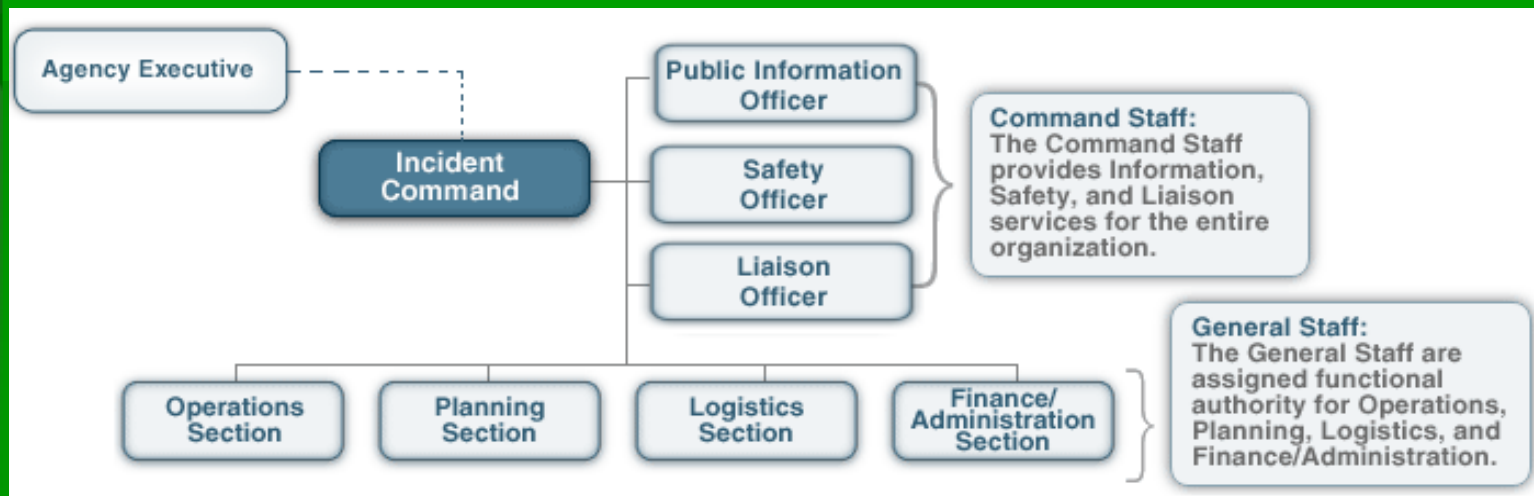 Agency Executive
Incident
Command
Public Information
Officer
Safety
Officer
Liaison
Officer
Command Staff:
The Command Staff
provides Information,
Safety, and Liaison
services for the entire
organization.
Operations
Section
Planning
Section
Logistics
Section
Finance/
Administration
Section
General Staff:
The General Staff are
assigned functional
authority for Operations,
Planning, Logistics, and
Finance/Administration.